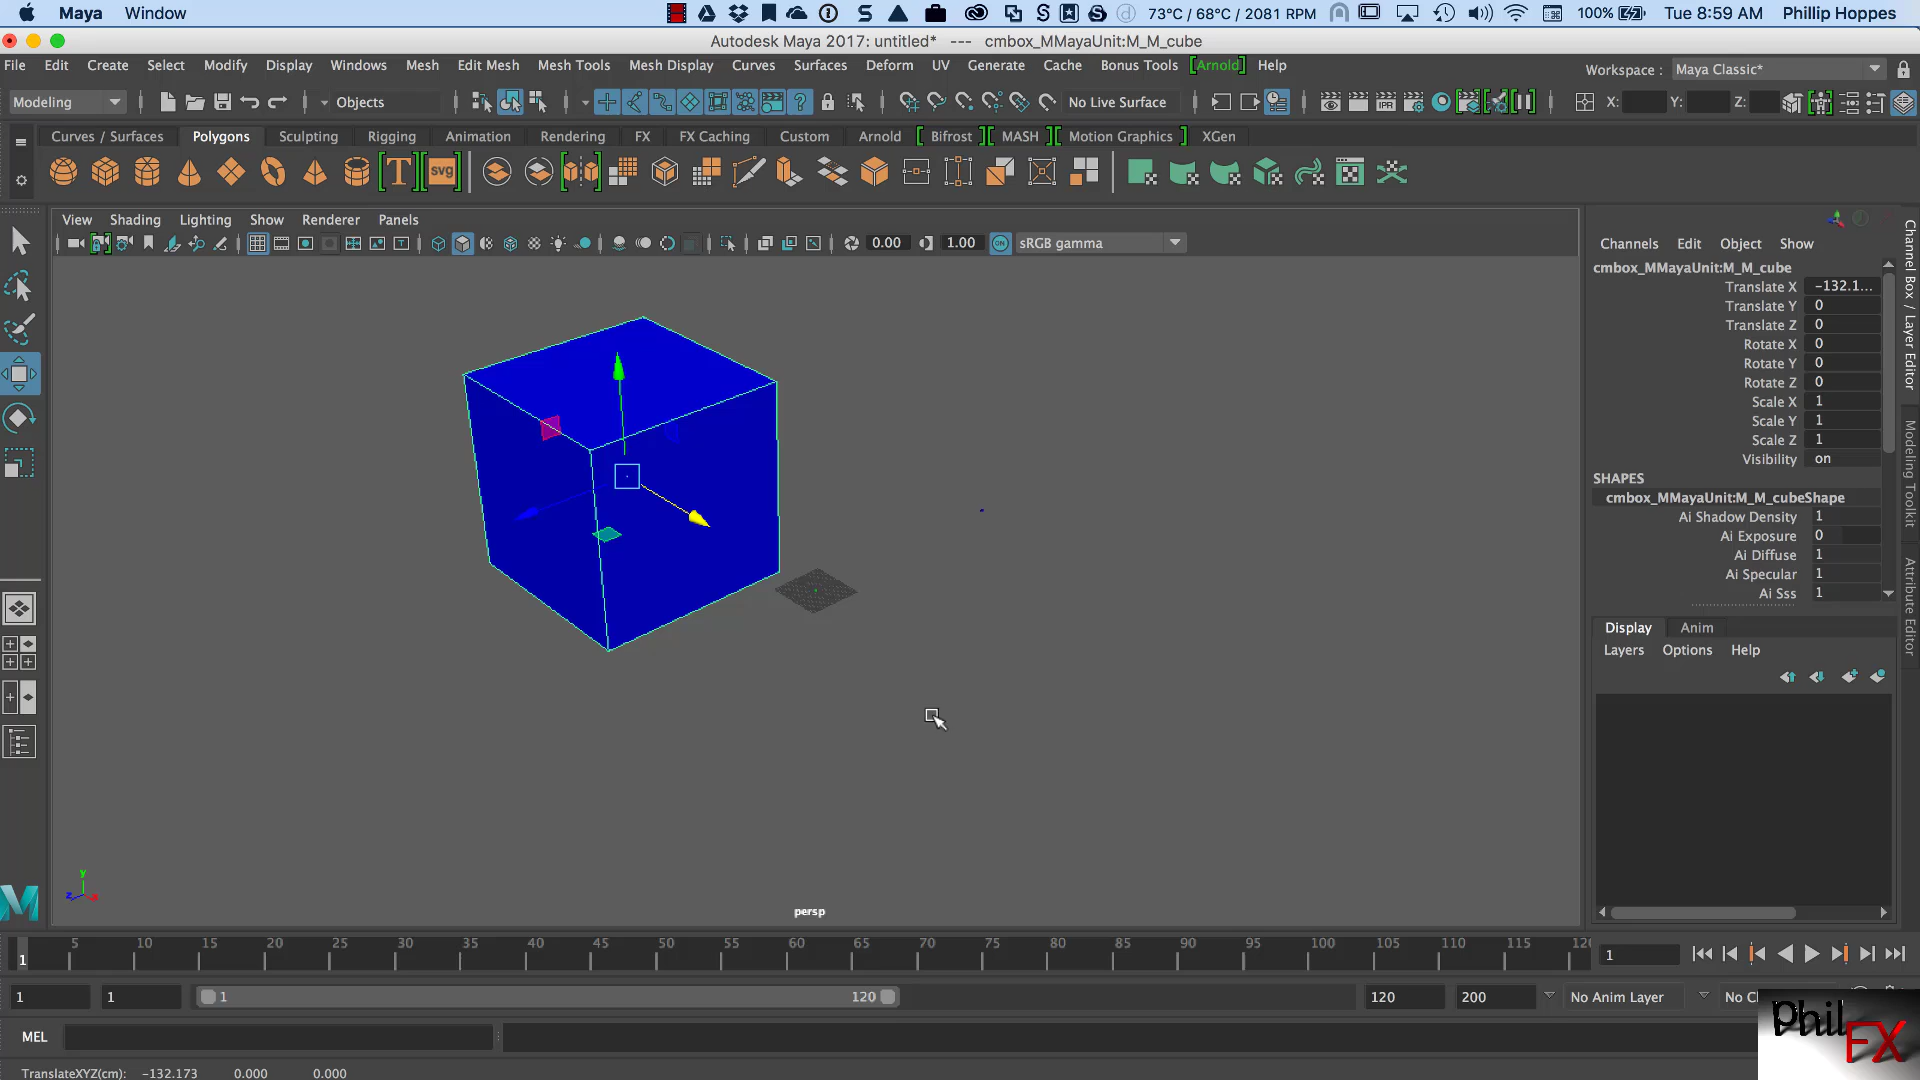 Maya Window 73°C / 68°C / 2081 RPM 100% Tue 8:59 AM Phillip Hoppes
Autodesk Maya 2017: untitled* --- cmbox_MMayaUnit:M_M_cube
File Edit Create Select Modify Display Windows Mesh Edit Mesh Mesh Tools Mesh Display Curves Surfaces Deform UV Generate Cache Bonus Tools [Arnold] Help Workspace : Maya Classic*
Modeling Objects No Live Surface IPR X: Y: Z:
Curves / Surfaces Polygons Sculpting Rigging Animation Rendering FX FX Caching Custom Arnold [ Bifrost ][ MASH ][ Motion Graphics ] XGen
T svg
View Shading Lighting Show Renderer Panels
0.00 1.00 ON sRGB gamma
Channels Edit Object Show
cmbox_MMayaUnit:M_M_cube
Translate X -132.1...
Translate Y 0
Translate Z 0
Rotate X 0
Rotate Y 0
Rotate Z 0
Scale X 1
Scale Y 1
Scale Z 1
Visibility on
SHAPES
cmbox_MMayaUnit:M_M_cubeShape
Ai Shadow Density 1
Ai Exposure 0
Ai Diffuse 1
Ai Specular 1
Ai Sss 1
Channel Box / Layer Editor
Modeling Toolkit
Attribute Editor
Display Anim
Layers Options Help
y
z x
persp
M
5 10 15 20 25 30 35 40 45 50 55 60 65 70 75 80 85 90 95 100 105 110 115 120
1 1
1 1 1 120 120 200 No Anim Layer No C
MEL
Phil
FX
TranslateXYZ(cm): -132.173 0.000 0.000